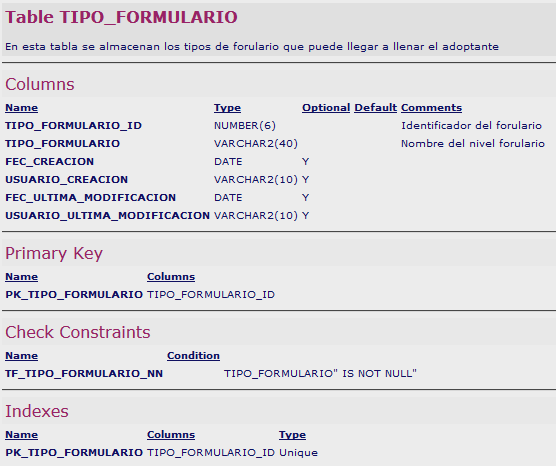 Table TIPO_FORMULARIO
En esta tabla se almacenan los tipos de forulario que puede llegar a llenar el adoptante
Columns
Name Type Optional Default Comments
TIPO_FORMULARIO_ID NUMBER(6) Identificador del forulario
TIPO_FORMULARIO VARCHAR2(40) Nombre del nivel forulario
FEC_CREACION DATE Y
USUARIO_CREACION VARCHAR2(10) Y
FEC_ULTIMA_MODIFICACION DATE Y
USUARIO_ULTIMA_MODIFICACION VARCHAR2(10) Y
Primary Key
Name Columns
PK_TIPO_FORMULARIO TIPO_FORMULARIO_ID
Check Constraints
Name Condition
TF_TIPO_FORMULARIO_NN TIPO_FORMULARIO" IS NOT NULL"
Indexes
Name Columns Type
PK_TIPO_FORMULARIO TIPO_FORMULARIO_ID Unique